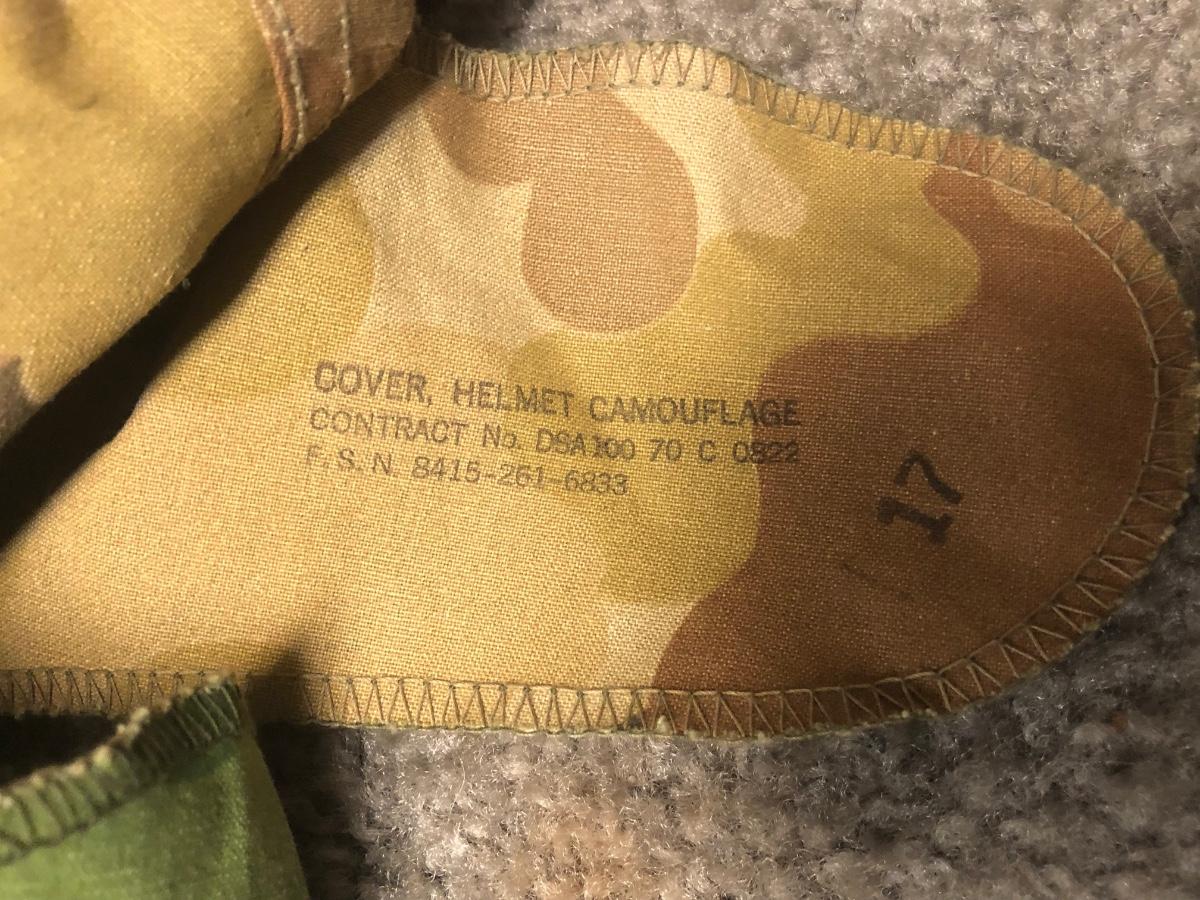 COVER, HELMET CAMOUFLAGE
CONTRACT No. DSA100 70 C 0822
F. S. N. 8415-261-6833
17